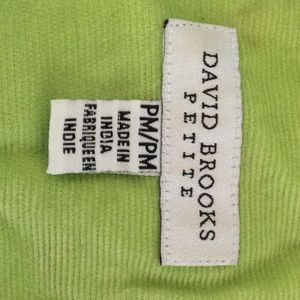 DAVID BROOKS
PETITE
PM/PM
MADE IN
INDIA
FABRIQUE EN
INDIE